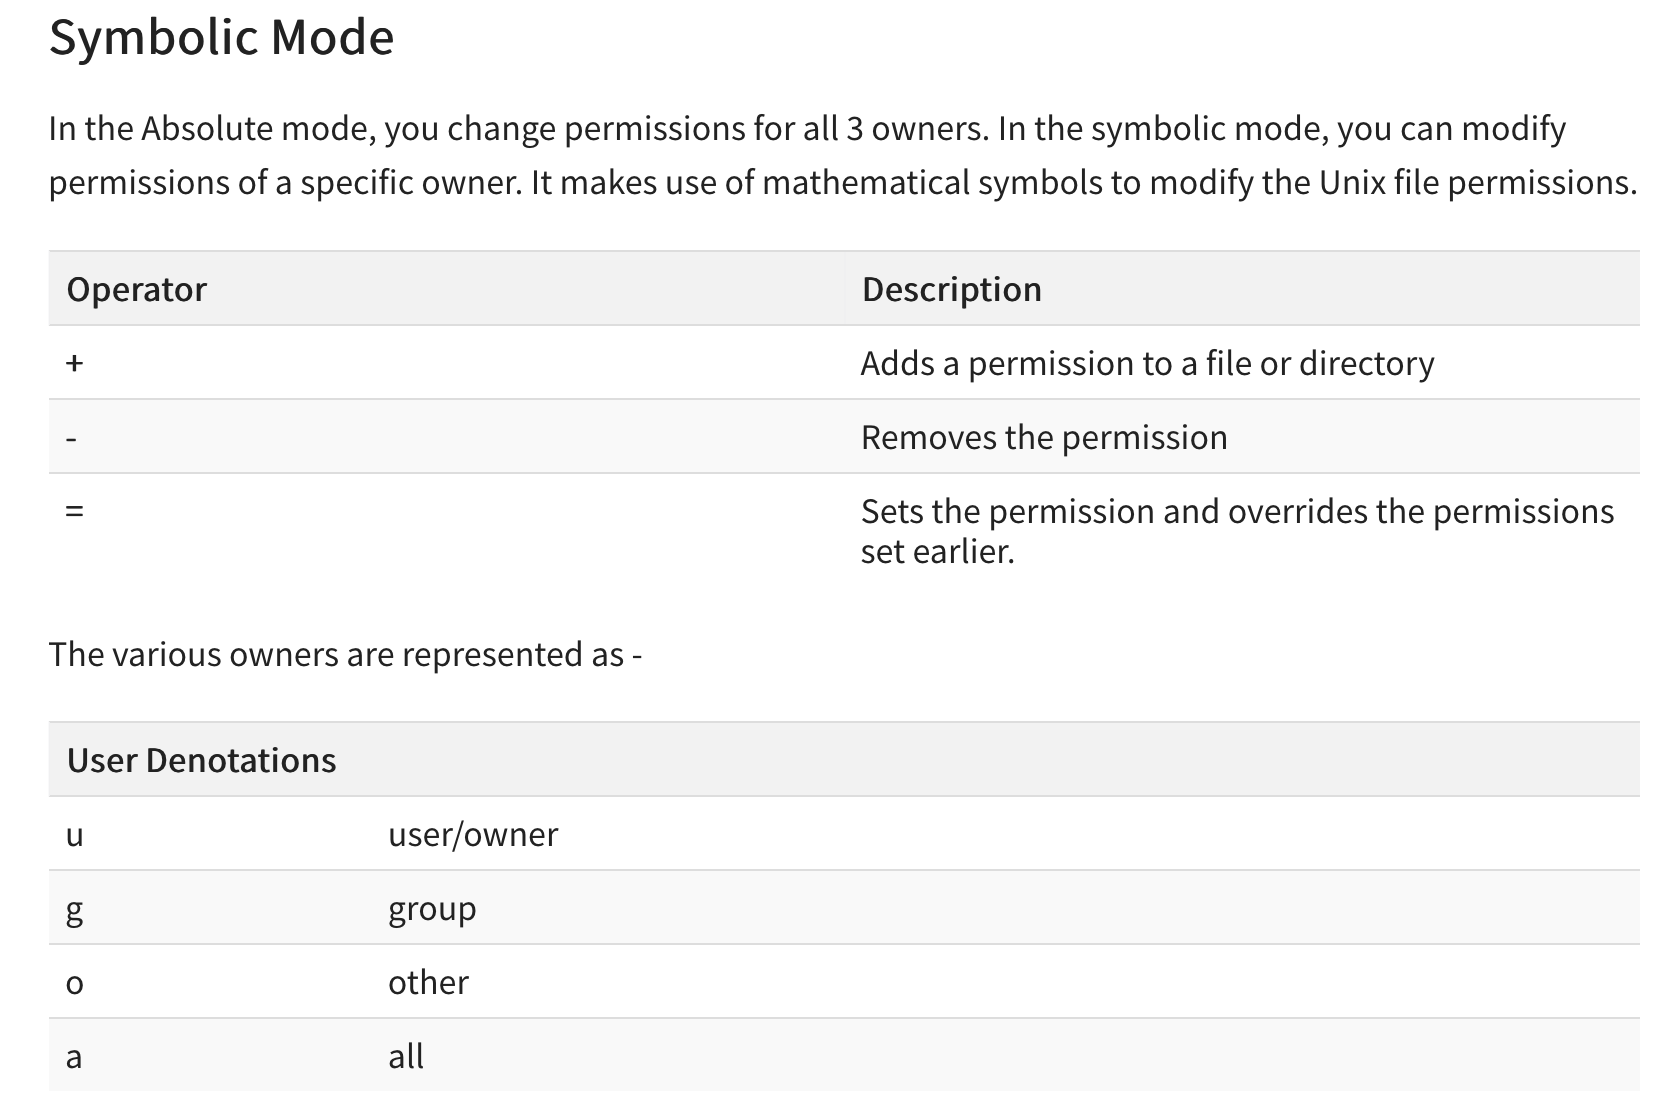 Symbolic Mode
In the Absolute mode, you change permissions for all 3 owners. In the symbolic mode, you can modify
permissions of a specific owner. It makes use of mathematical symbols to modify the Unix file permissions.
Operator Description
+ Adds a permission to a file or directory
- Removes the permission
= Sets the permission and overrides the permissions
set earlier.
The various owners are represented as -
User Denotations
u user/owner
g group
o other
a all